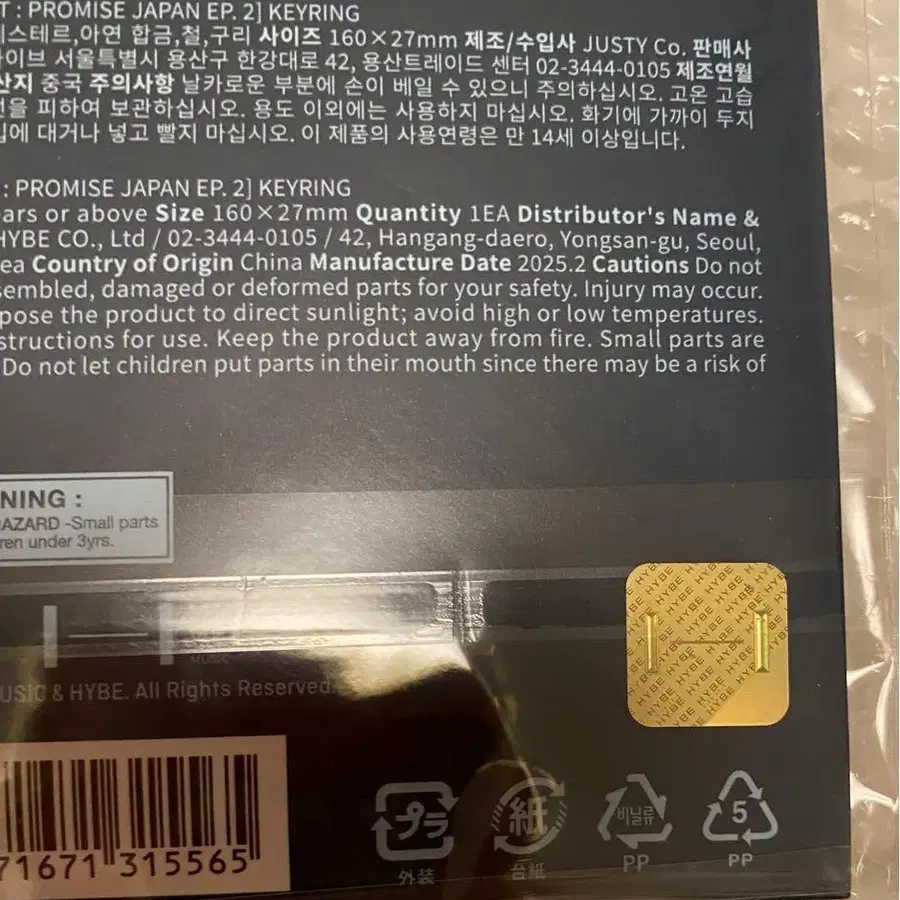 T : PROMISE JAPAN EP. 2] KEYRING
스테르,아연 합금,철,구리 사이즈 160×27mm 제조/수입사 JUSTY Co. 판매사
이브 서울특별시 용산구 한강대로 42, 용산트레이드 센터 02-3444-0105 제조연월
산지 중국 주의사항 날카로운 부분에 손이 베일 수 있으니 주의하십시오. 고온 고습
을 피하여 보관하십시오. 용도 이외에는 사용하지 마십시오. 화기에 가까이 두지
에 대거나 넣고 빨지 마십시오. 이 제품의 사용연령은 만 14세 이상입니다.
: PROMISE JAPAN EP. 2] KEYRING
ears or above Size 160×27mm Quantity 1EA Distributor's Name &
HYBE CO., Ltd / 02-3444-0105 / 42, Hangang-daero, Yongsan-gu, Seoul,
ea Country of Origin China Manufacture Date 2025.2 Cautions Do not
sembled, damaged or deformed parts for your safety. Injury may occur.
pose the product to direct sunlight; avoid high or low temperatures.
structions for use. Keep the product away from fire. Small parts are
Do not let children put parts in their mouth since there may be a risk of
NING :
AZARD -Small parts
ren under 3yrs.
HYBE
MUSIC
USIC & HYBE. All Rights Reserved.
71671 315565
プラ 紙 비닐류 5
外装 台紙 PP PP